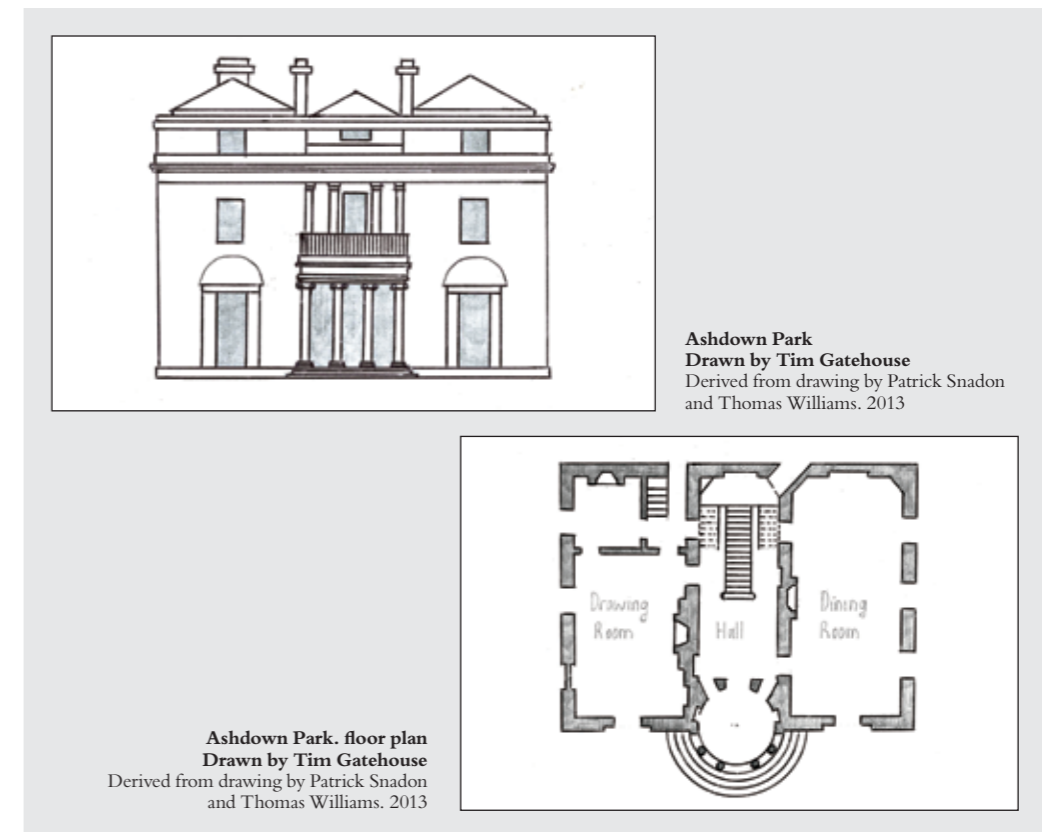 Ashdown Park
Drawn by Tim Gatehouse
Derived from drawing by Patrick Snadon
and Thomas Williams. 2013
Drawing
Room
Hall
Dining
Room
Ashdown Park. floor plan
Drawn by Tim Gatehouse
Derived from drawing by Patrick Snadon
and Thomas Williams. 2013